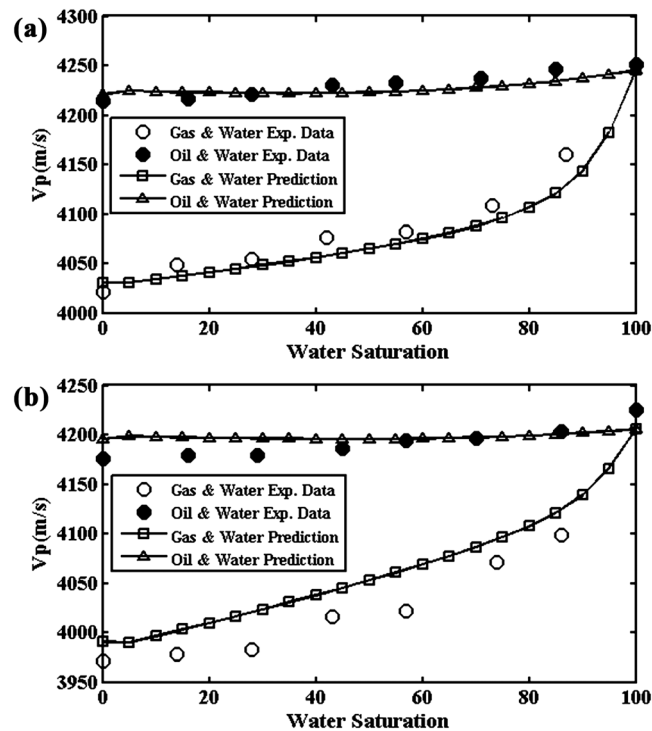 (a)
4300
4250
4200
4150
4100
4050
4000
Vp(m/s)
Gas & Water Exp. Data
Oil & Water Exp. Data
Gas & Water Prediction
Oil & Water Prediction
0 20 40 60 80 100
Water Saturation
(b)
4250
4200
4150
4100
4050
4000
3950
Vp(m/s)
Gas & Water Exp. Data
Oil & Water Exp. Data
Gas & Water Prediction
Oil & Water Prediction
0 20 40 60 80 100
Water Saturation